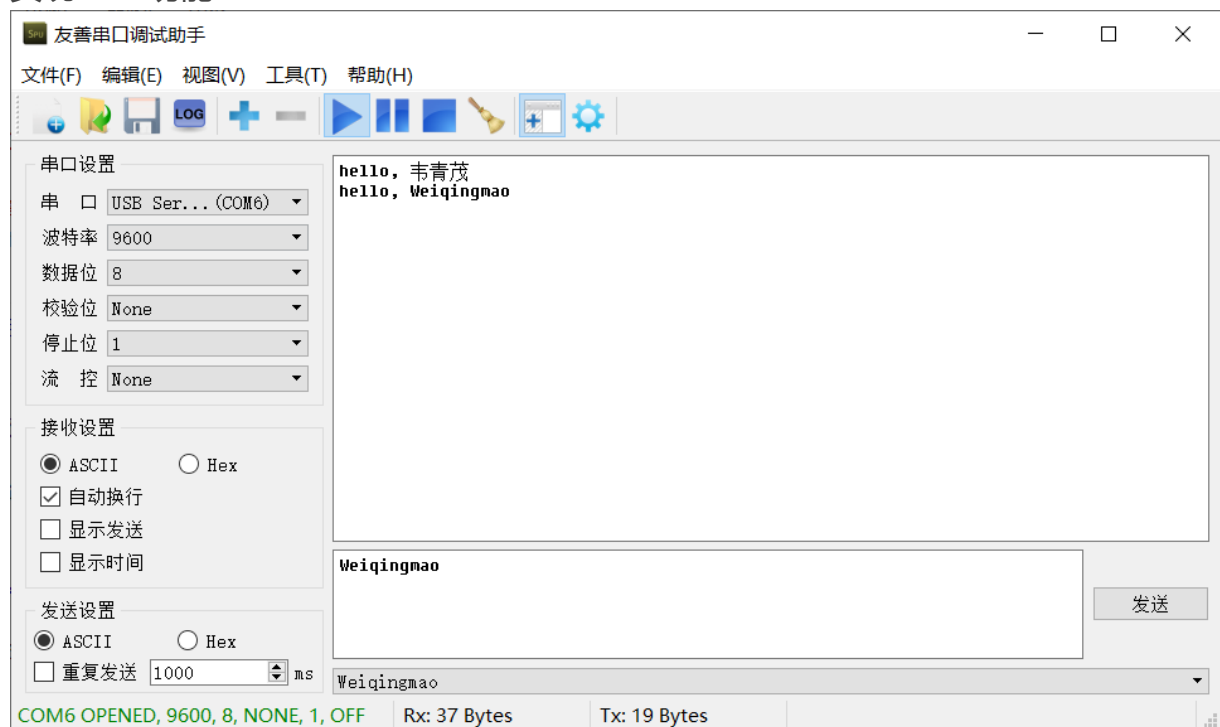 友善串口调试助手
文件(F) 编辑(E) 视图(V) 工具(T) 帮助(H)
LOG
串口设置
串 口 USB Ser...(COM6)
波特率 9600
数据位 8
校验位 None
停止位 1
流 控 None
接收设置
ASCII Hex
自动换行
显示发送
显示时间
发送设置
ASCII Hex
重复发送 1000 ms
hello, 韦青茂
hello, Weiqingmao
Weiqingmao
发送
Weiqingmao
COM6 OPENED, 9600, 8, NONE, 1, OFF Rx: 37 Bytes Tx: 19 Bytes